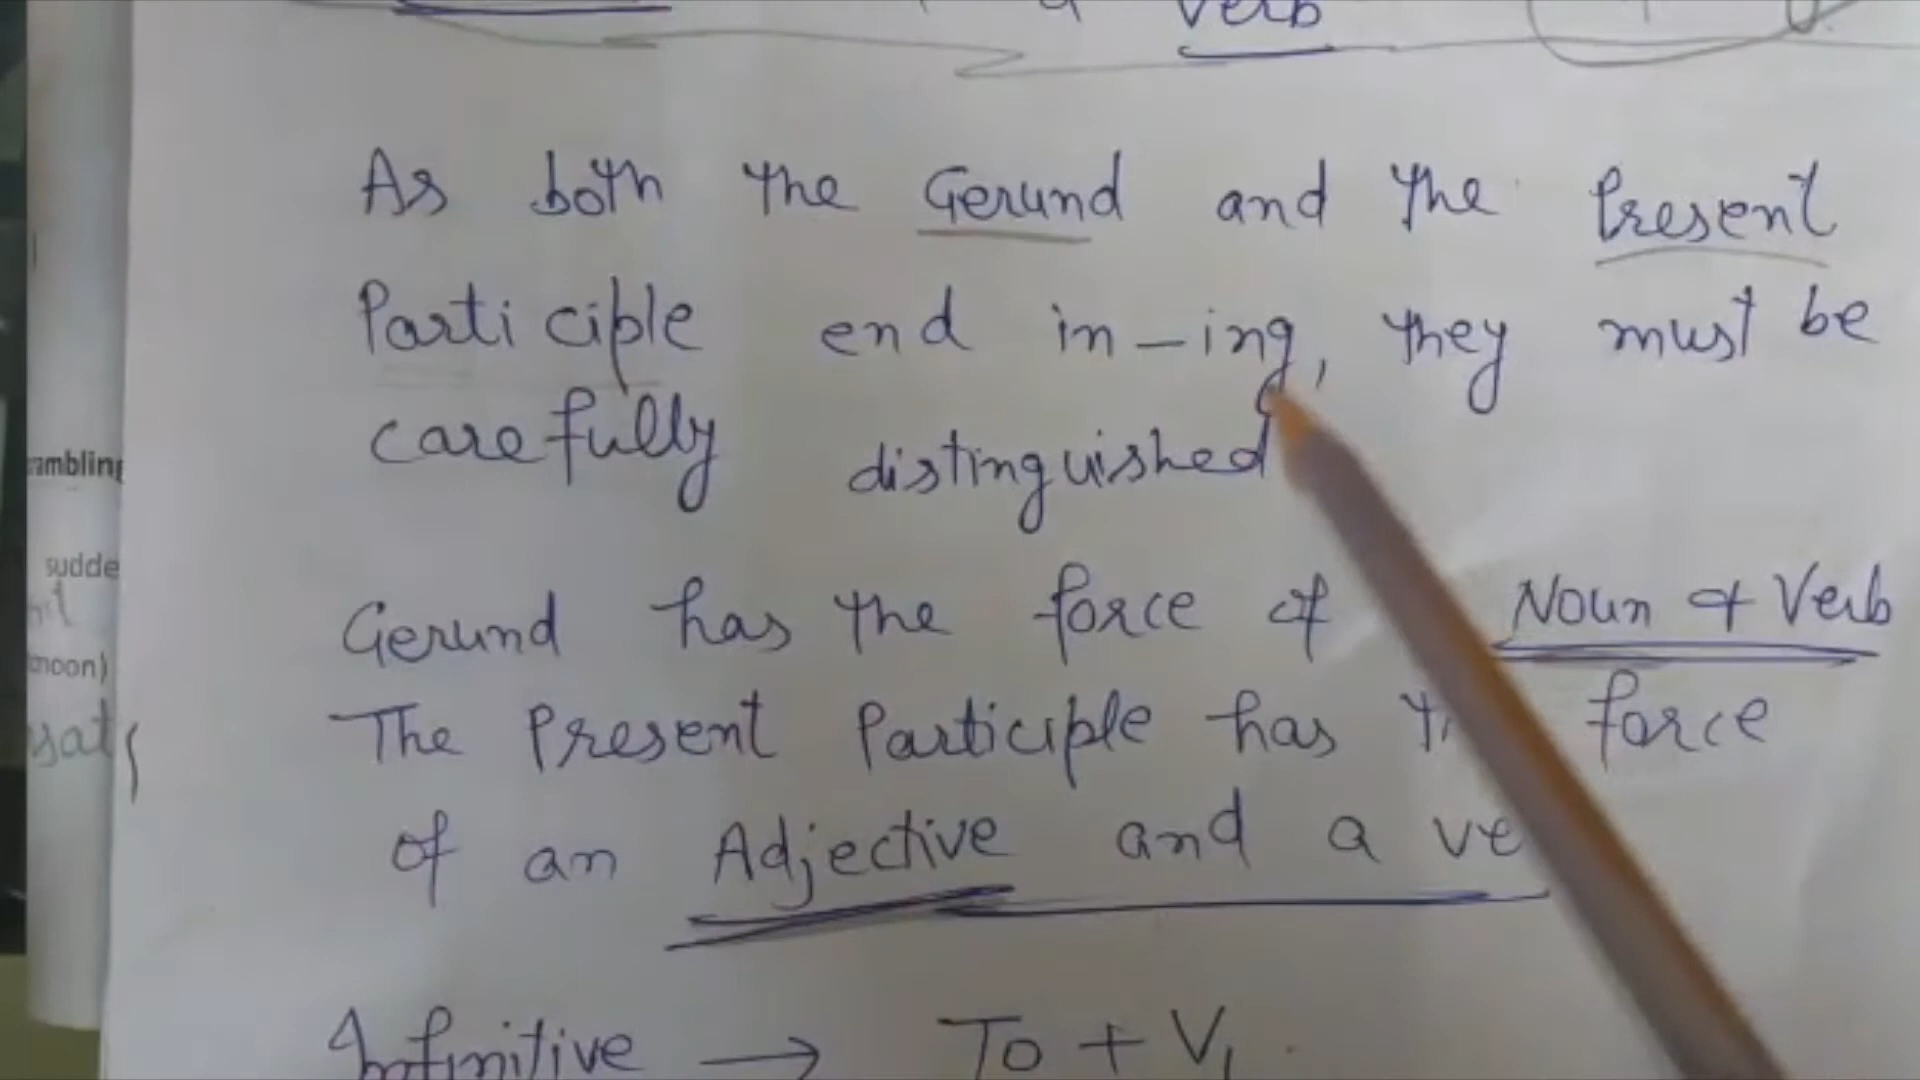 verb
As both the Gerund and the Present
Participle end in -ing, they must be
carefully distinguished
Gerund has the force of Noun & Verb
The Present Participle has force
of an Adjective and a ve
Infinitive → To + V1
rambling
sudde
noon)